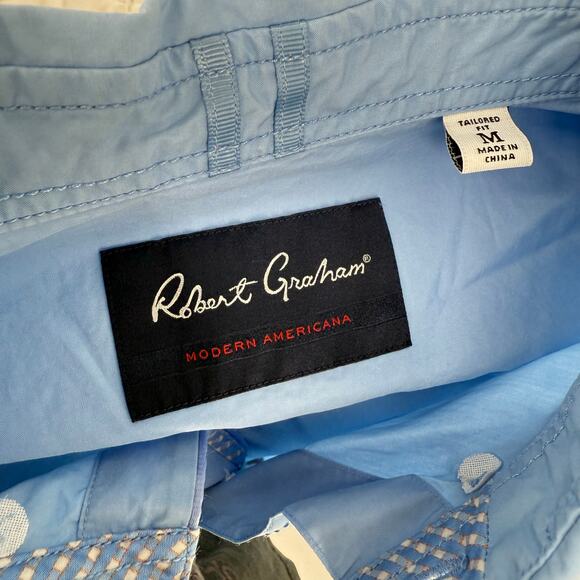 TAILORED
FIT
M
MADE IN
CHINA
Robert Graham®
MODERN AMERICANA